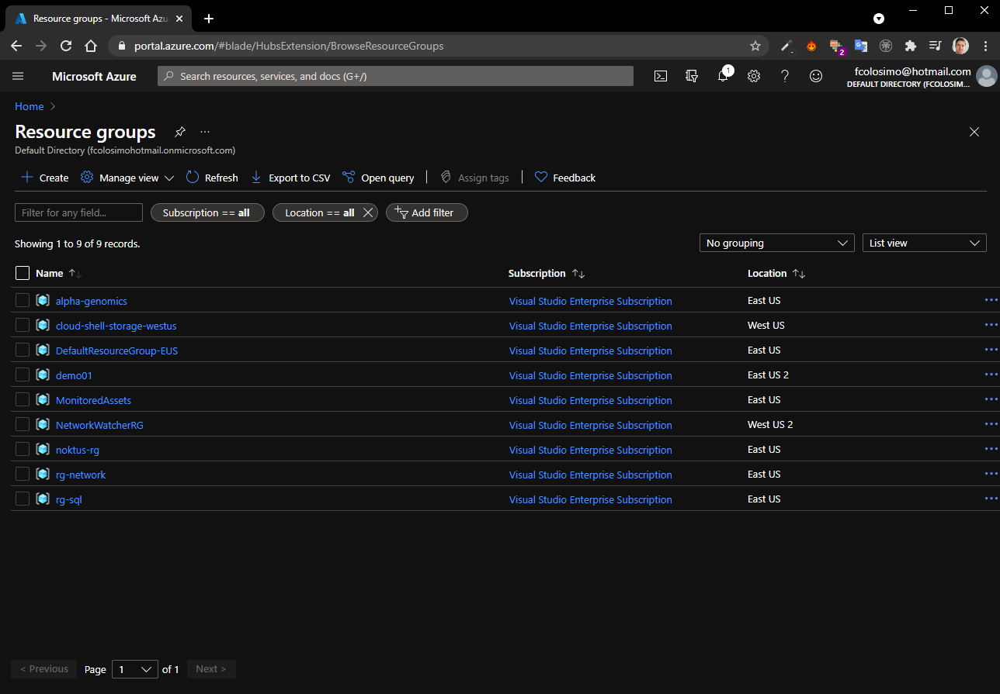 Resource groups - Microsoft Azu
portal.azure.com/#blade/HubsExtension/BrowseResourceGroups
2
Microsoft Azure
Search resources, services, and docs (G+/)
1
fcolosimo@hotmail.com
DEFAULT DIRECTORY (FCOLOSIM...
Home
Resource groups
Default Directory (fcolosimohotmail.onmicrosoft.com)
Create Manage view Refresh Export to CSV Open query Assign tags Feedback
Filter for any field... Subscription == all Location == all Add filter
Showing 1 to 9 of 9 records. No grouping List view
Name Subscription Location
alpha-genomics Visual Studio Enterprise Subscription East US
cloud-shell-storage-westus Visual Studio Enterprise Subscription West US
DefaultResourceGroup-EUS Visual Studio Enterprise Subscription East US
demo01 Visual Studio Enterprise Subscription East US 2
MonitoredAssets Visual Studio Enterprise Subscription East US
NetworkWatcherRG Visual Studio Enterprise Subscription West US 2
noktus-rg Visual Studio Enterprise Subscription East US
rg-network Visual Studio Enterprise Subscription East US
rg-sql Visual Studio Enterprise Subscription East US
< Previous Page 1 of 1 Next >